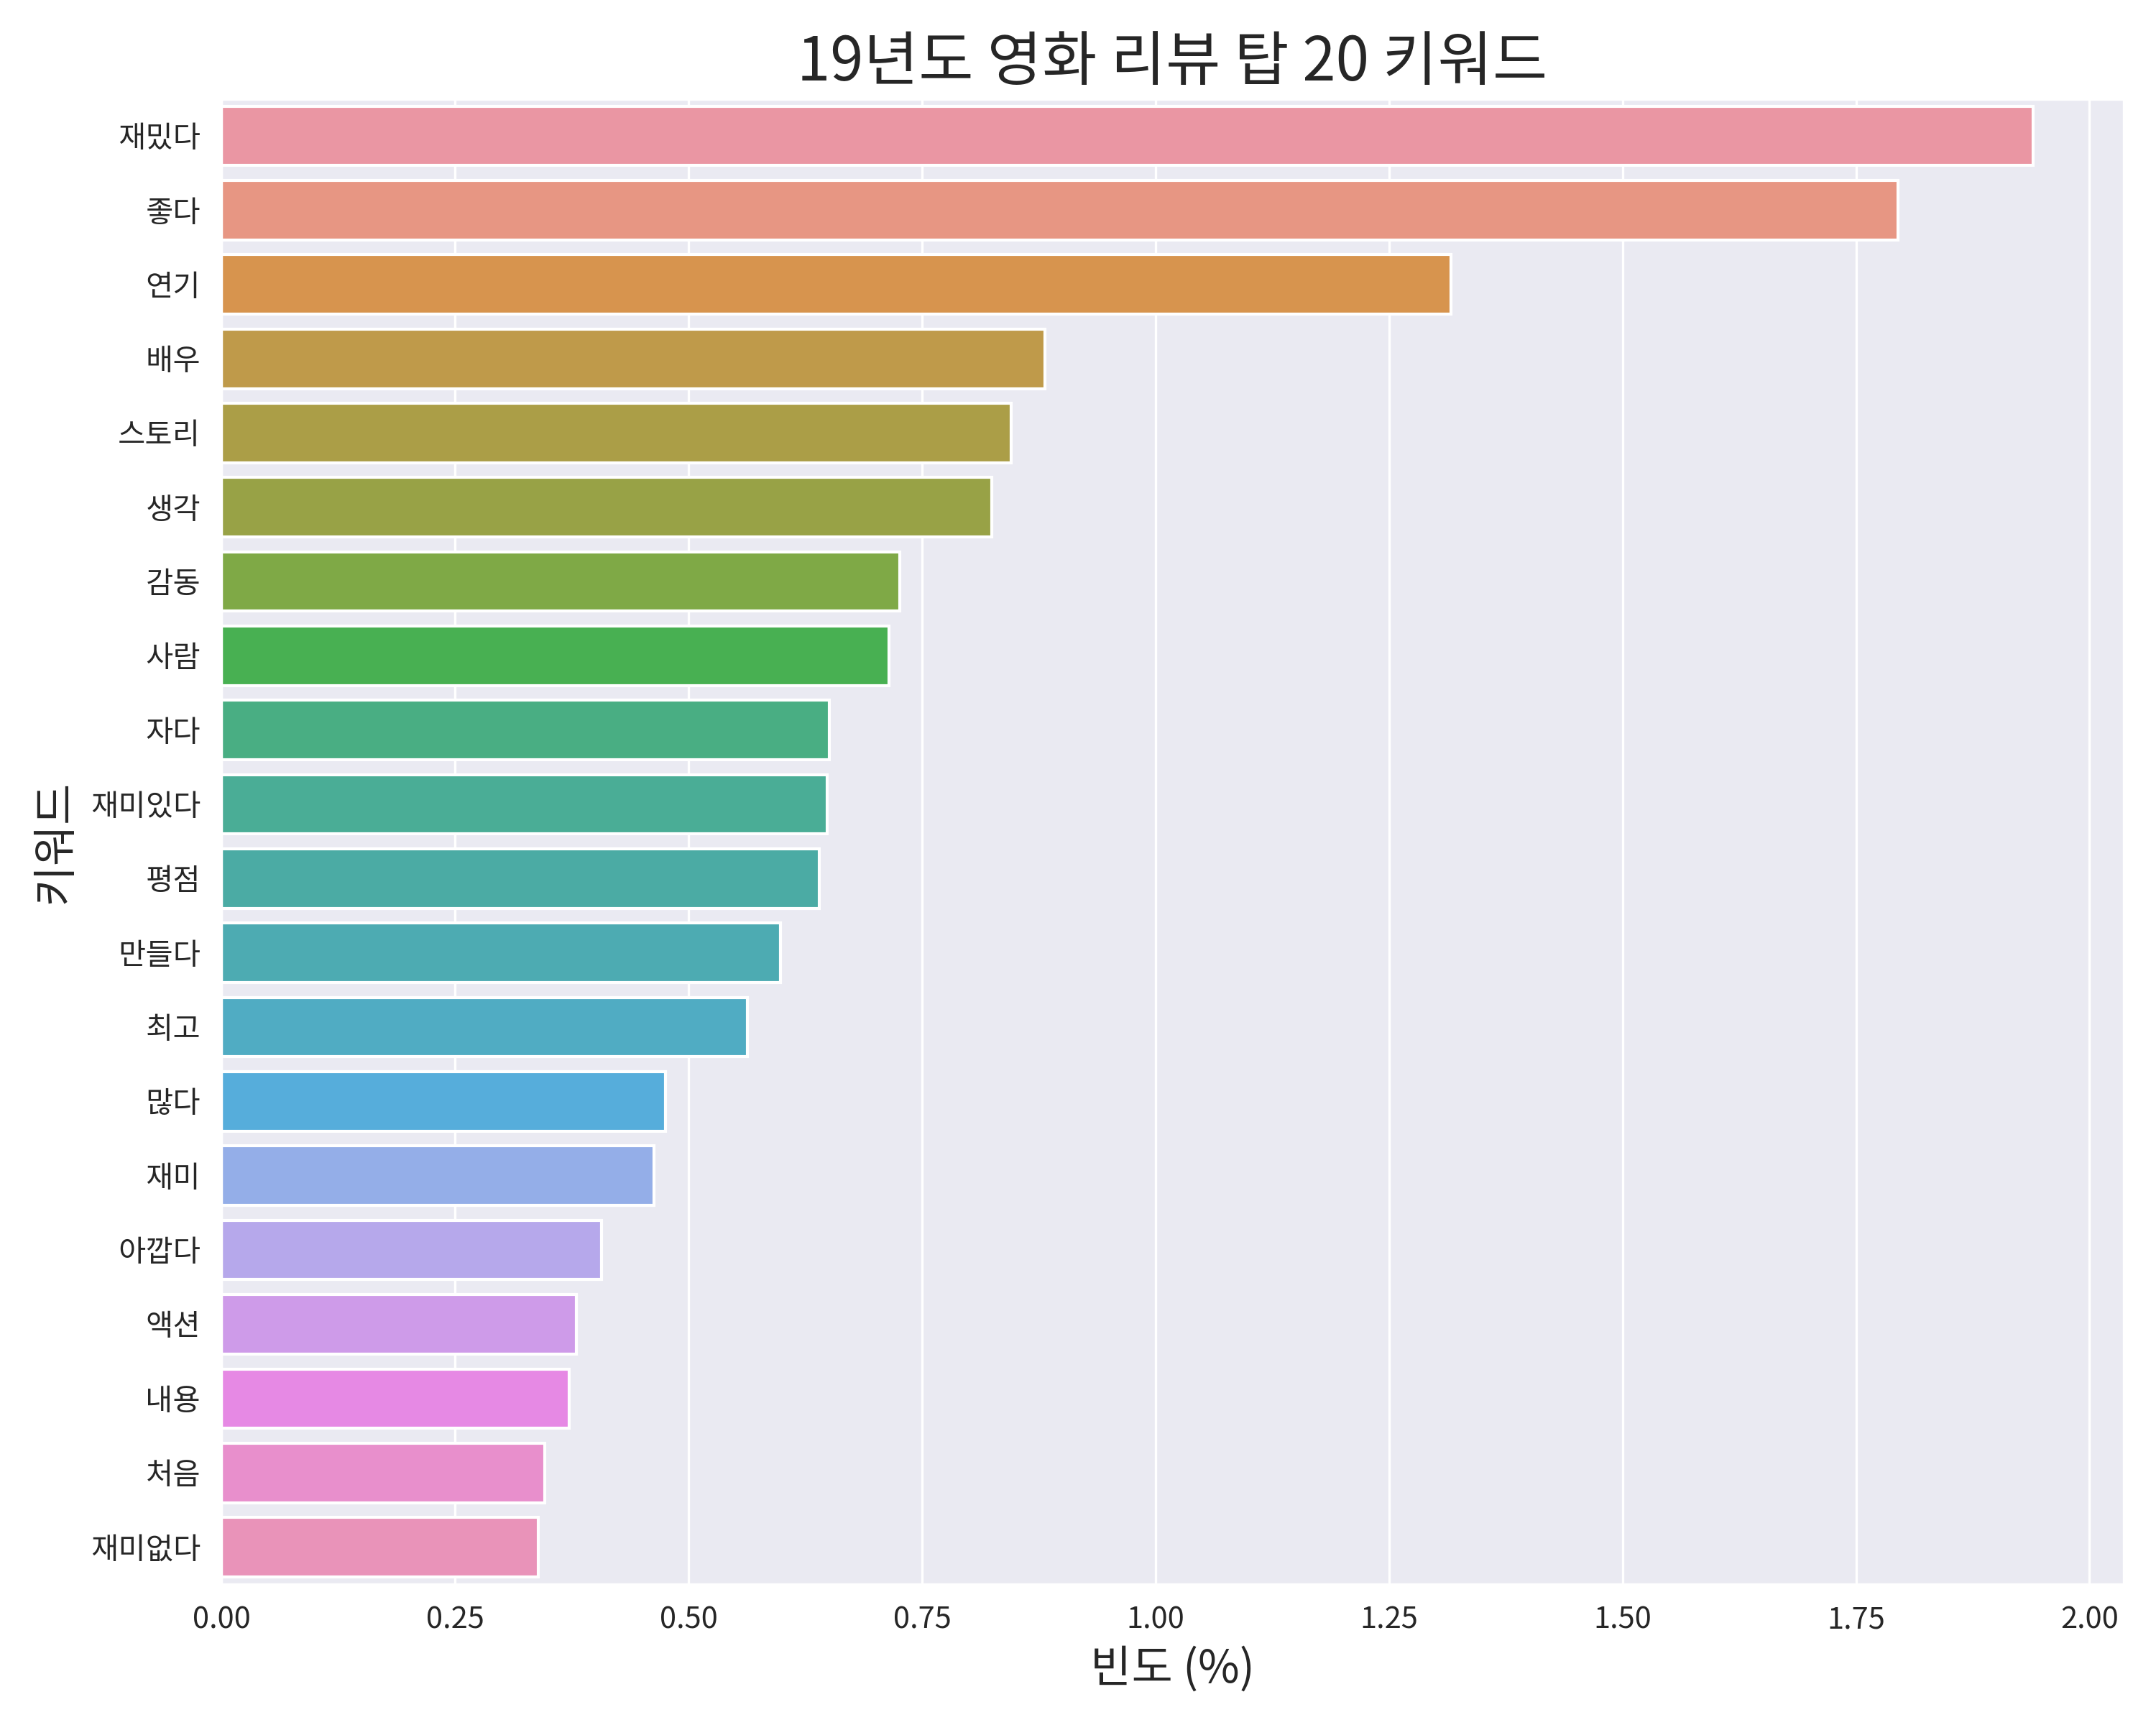 19년도 영화 리뷰 탑 20 키워드
재밌다
좋다
연기
배우
스토리
생각
감동
사람
자다
재미있다
평점
만들다
최고
많다
재미
아깝다
액션
내용
처음
재미없다
키워드
0.00 0.25 0.50 0.75 1.00 1.25 1.50 1.75 2.00
빈도 (%)